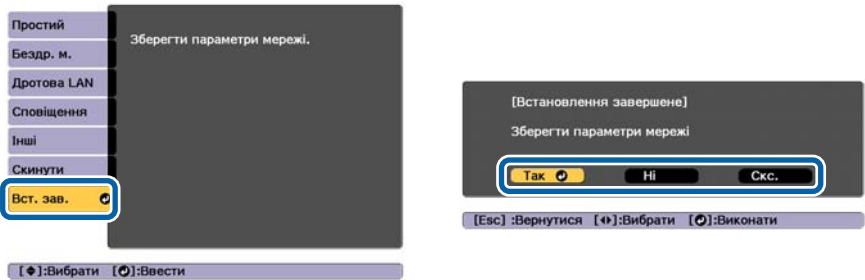 Простий
Бездр. м.
Дротова LAN
Сповіщення
Інші
Скинути
Вст. зав.
Зберегти параметри мережі.
[ ]:Вибрати [ ]:Ввести
[Встановлення завершене]
Зберегти параметри мережі
Так Ні Скс.
[Esc] :Вернутися [ ]:Вибрати [ ]:Виконати